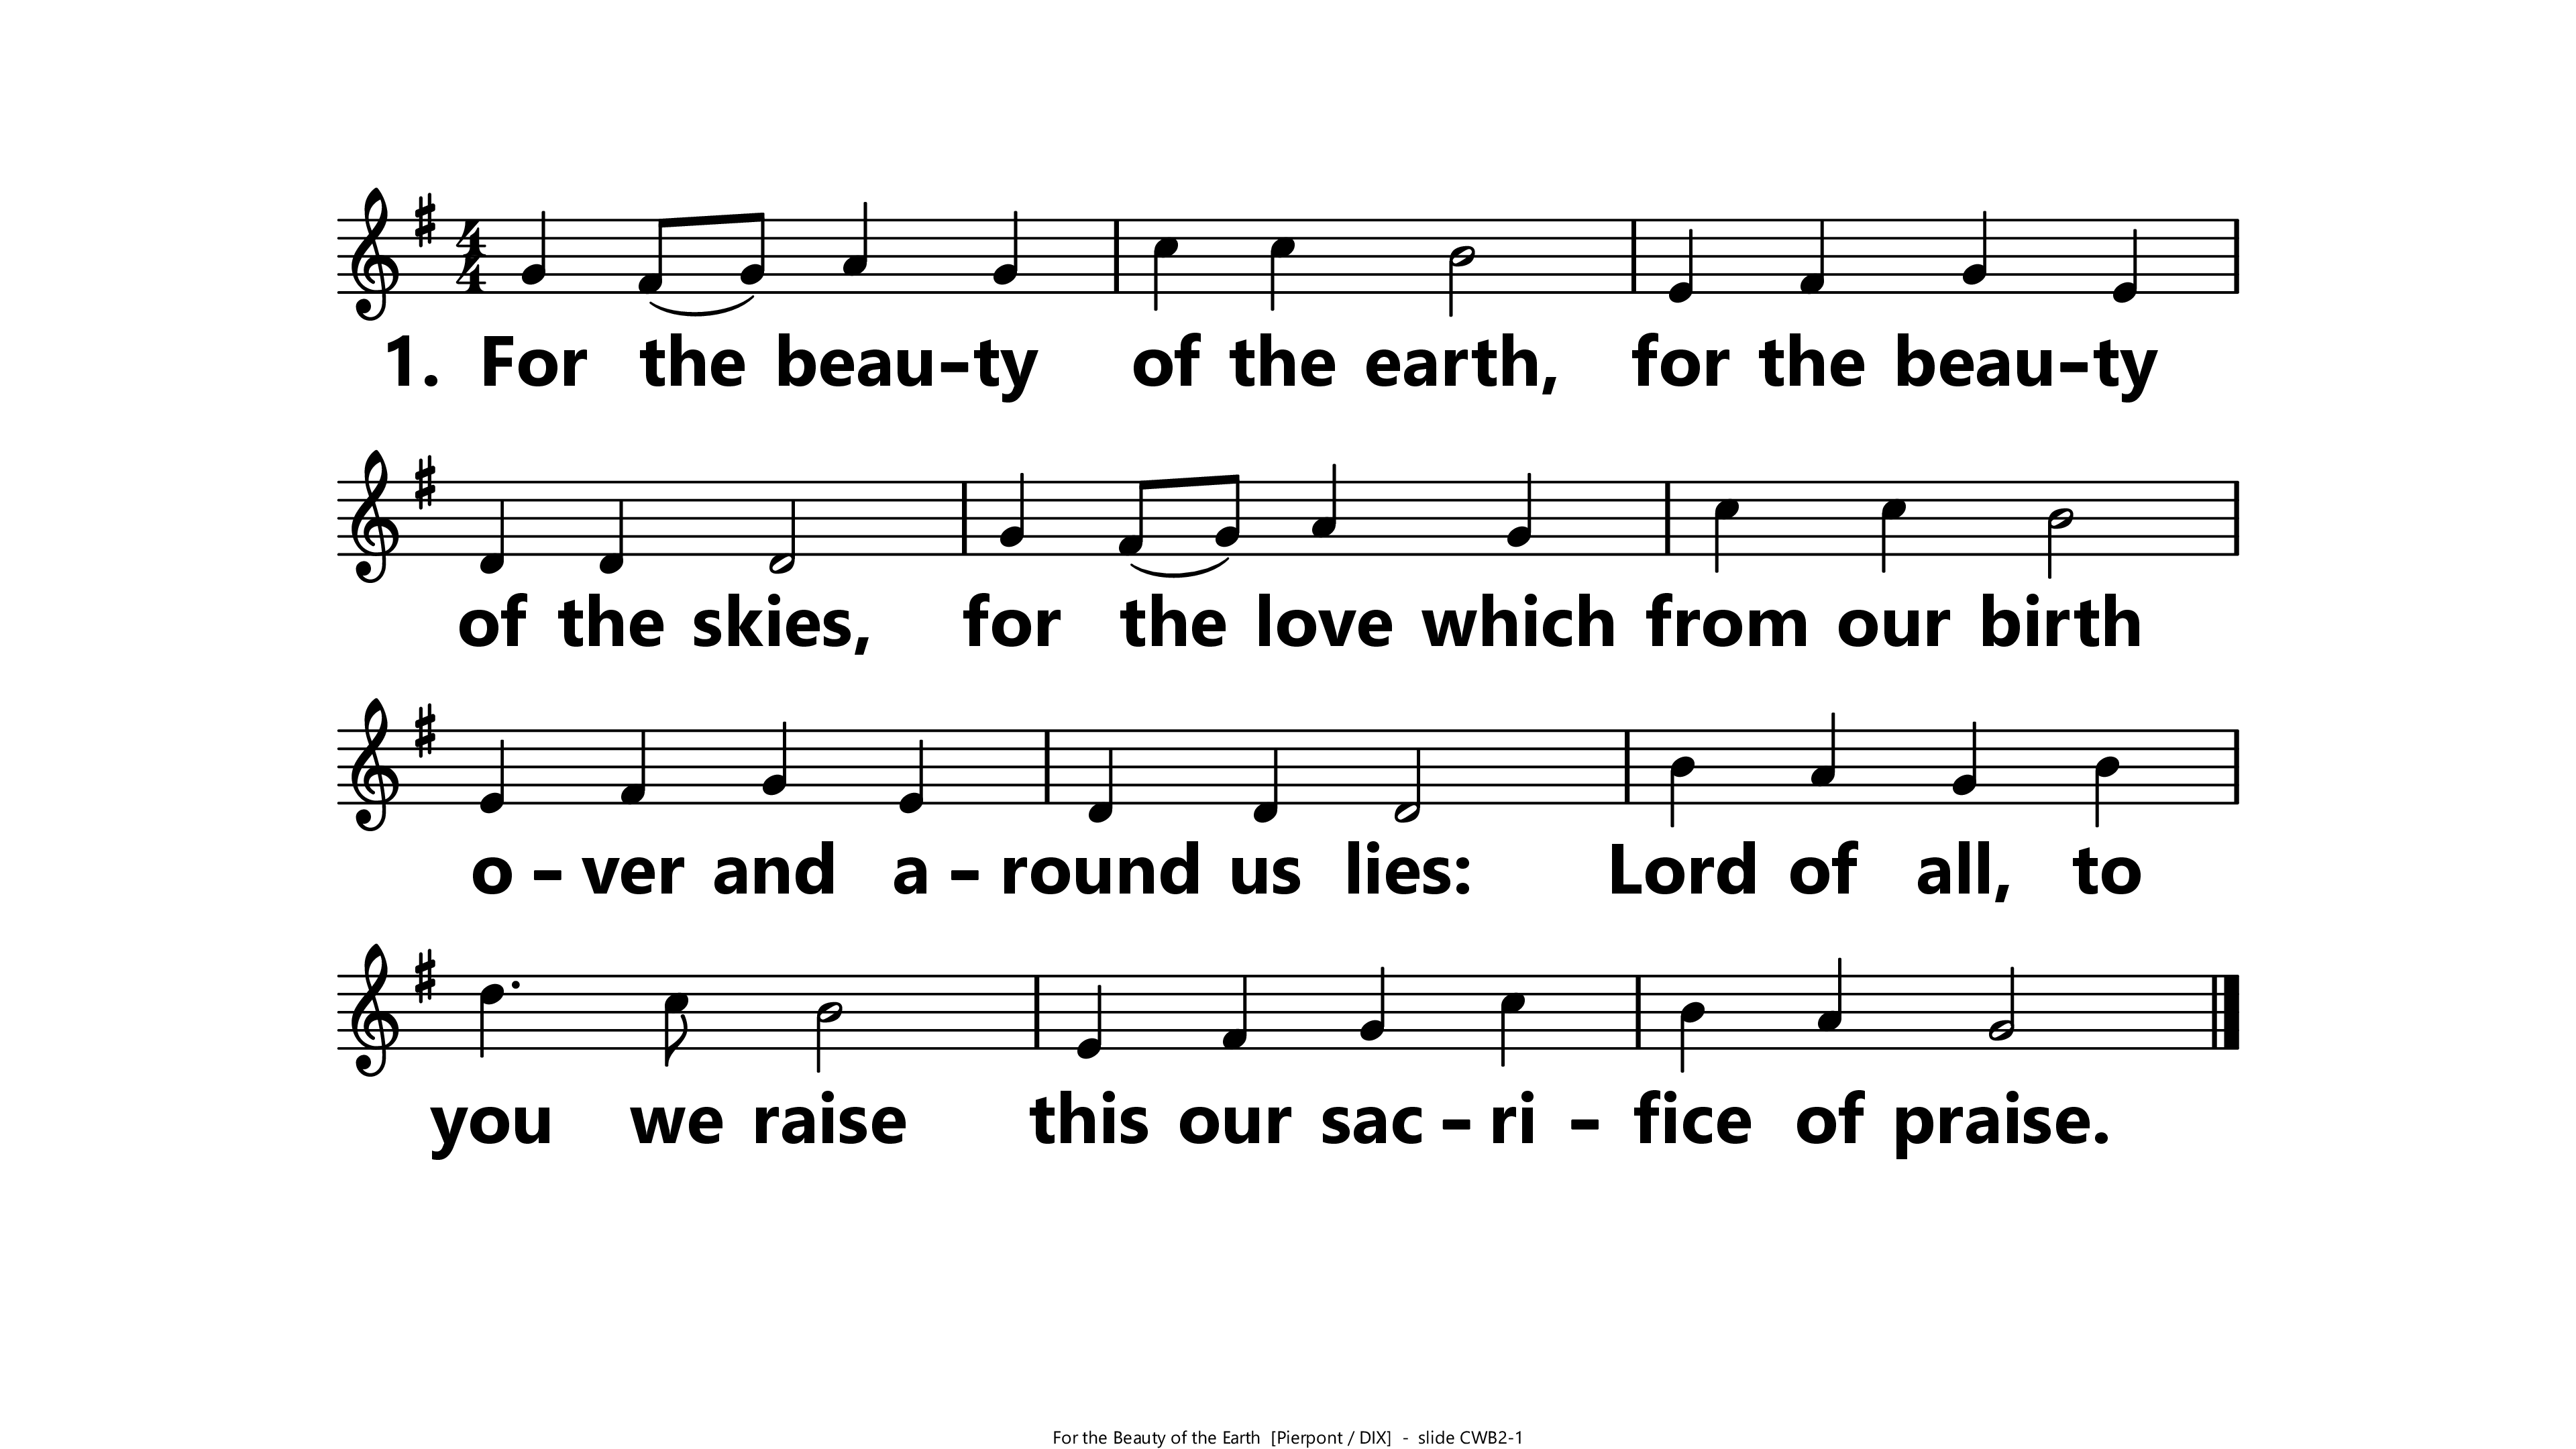 1. For the beau-ty of the earth, for the beau-ty
of the skies, for the love which from our birth
o - ver and a - round us lies: Lord of all, to
you we raise this our sac - ri - fice of praise.
For the Beauty of the Earth [Pierpont / DIX] - slide CWB2-1